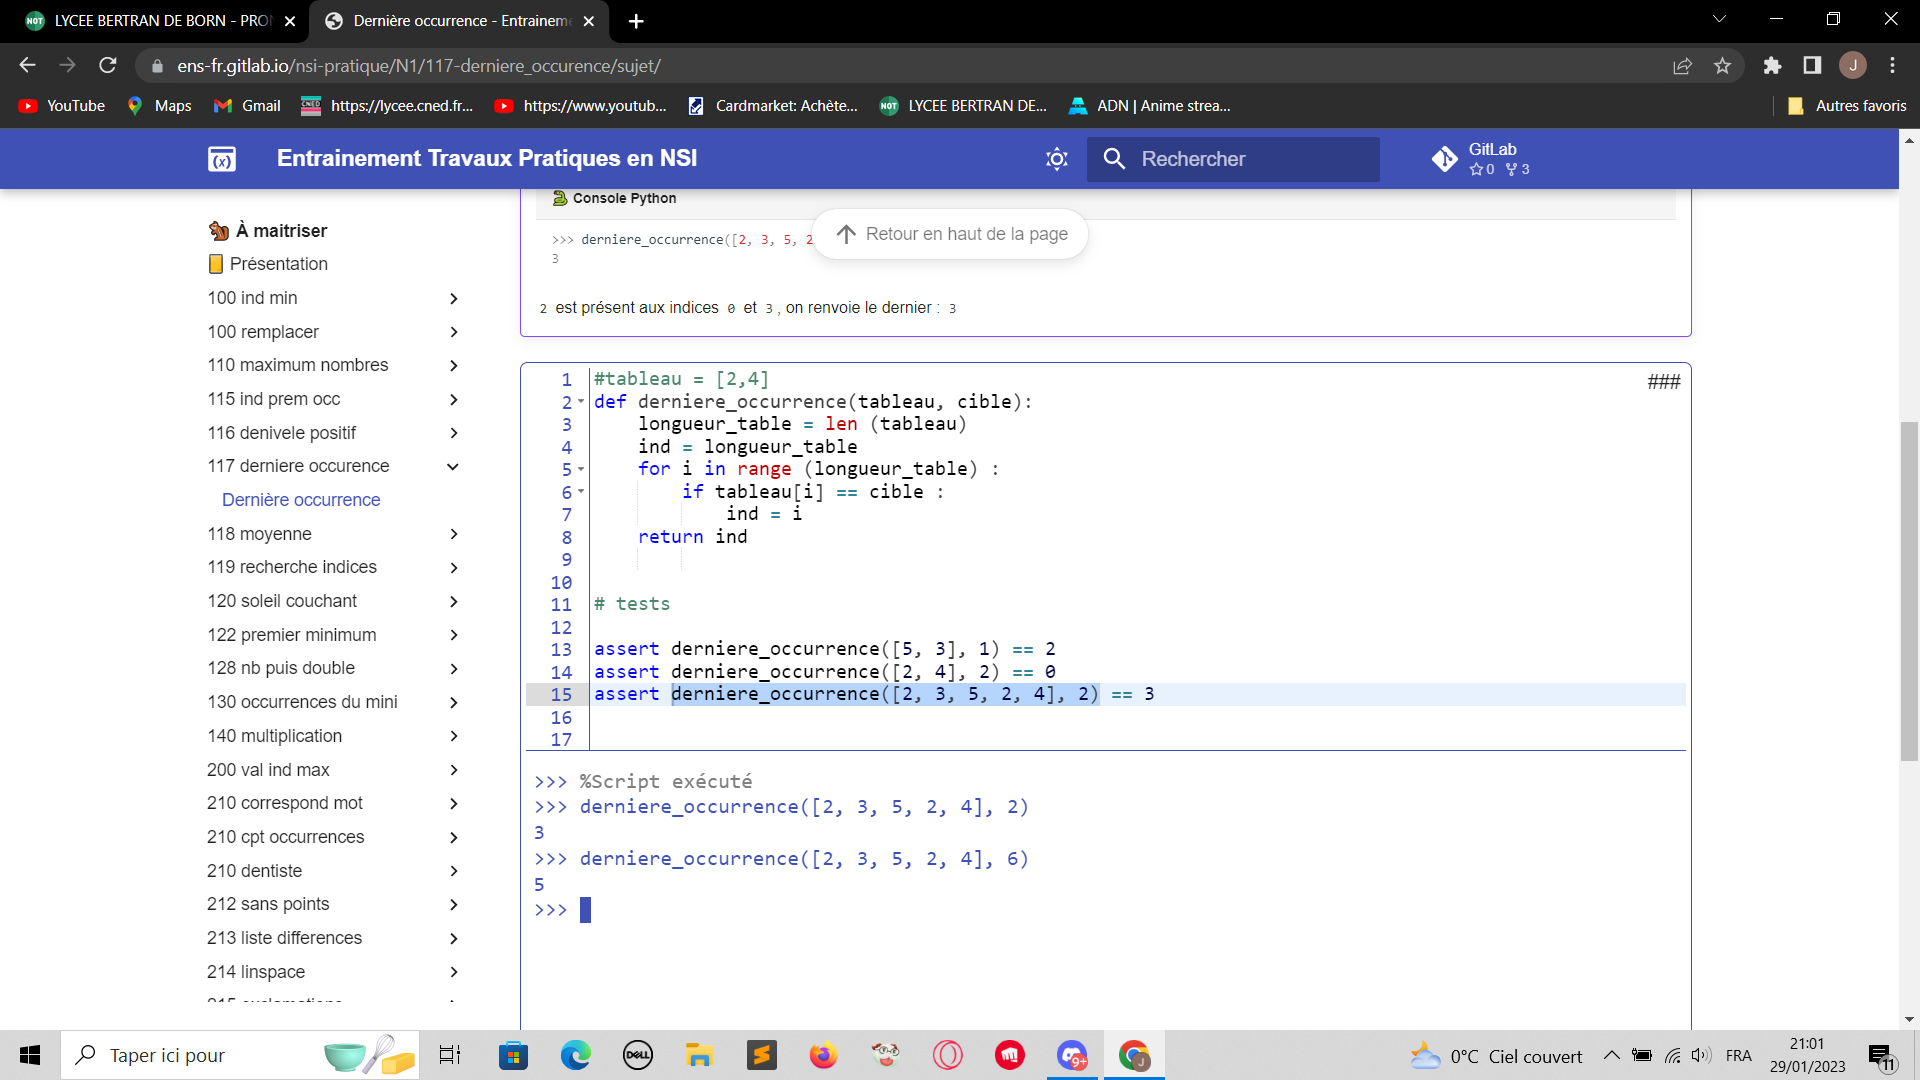 LYCEE BERTRAN DE BORN - PRON
Dernière occurrence - Entrainem
ens-fr.gitlab.io/nsi-pratique/N1/117-derniere_occurence/sujet/
J
YouTube
Maps
Gmail
https://lycee.cned.fr...
https://www.youtub...
Cardmarket: Achète...
LYCEE BERTRAN DE...
ADN | Anime strea...
Autres favoris
Entrainement Travaux Pratiques en NSI
Rechercher
GitLab
0 3
À maitriser
Présentation
100 ind min
100 remplacer
110 maximum nombres
115 ind prem occ
116 denivele positif
117 derniere occurence
Dernière occurrence
118 moyenne
119 recherche indices
120 soleil couchant
122 premier minimum
128 nb puis double
130 occurrences du mini
140 multiplication
200 val ind max
210 correspond mot
210 cpt occurrences
210 dentiste
212 sans points
213 liste differences
214 linspace
Console Python
>>> derniere_occurrence([2, 3, 5, 2
3
Retour en haut de la page
2 est présent aux indices 0 et 3, on renvoie le dernier : 3
###
1 #tableau = [2,4]
2 def derniere_occurrence(tableau, cible):
3 longueur_table = len (tableau)
4 ind = longueur_table
5 for i in range (longueur_table) :
6 if tableau[i] == cible :
7 ind = i
8 return ind
9
10
11 # tests
12
13 assert derniere_occurrence([5, 3], 1) == 2
14 assert derniere_occurrence([2, 4], 2) == 0
15 assert derniere_occurrence([2, 3, 5, 2, 4], 2) == 3
16
17
>>> %Script exécuté
>>> derniere_occurrence([2, 3, 5, 2, 4], 2)
3
>>> derniere_occurrence([2, 3, 5, 2, 4], 6)
5
>>>
Taper ici pour
DELL
9+
0°C Ciel couvert
FRA
21:01
29/01/2023
11